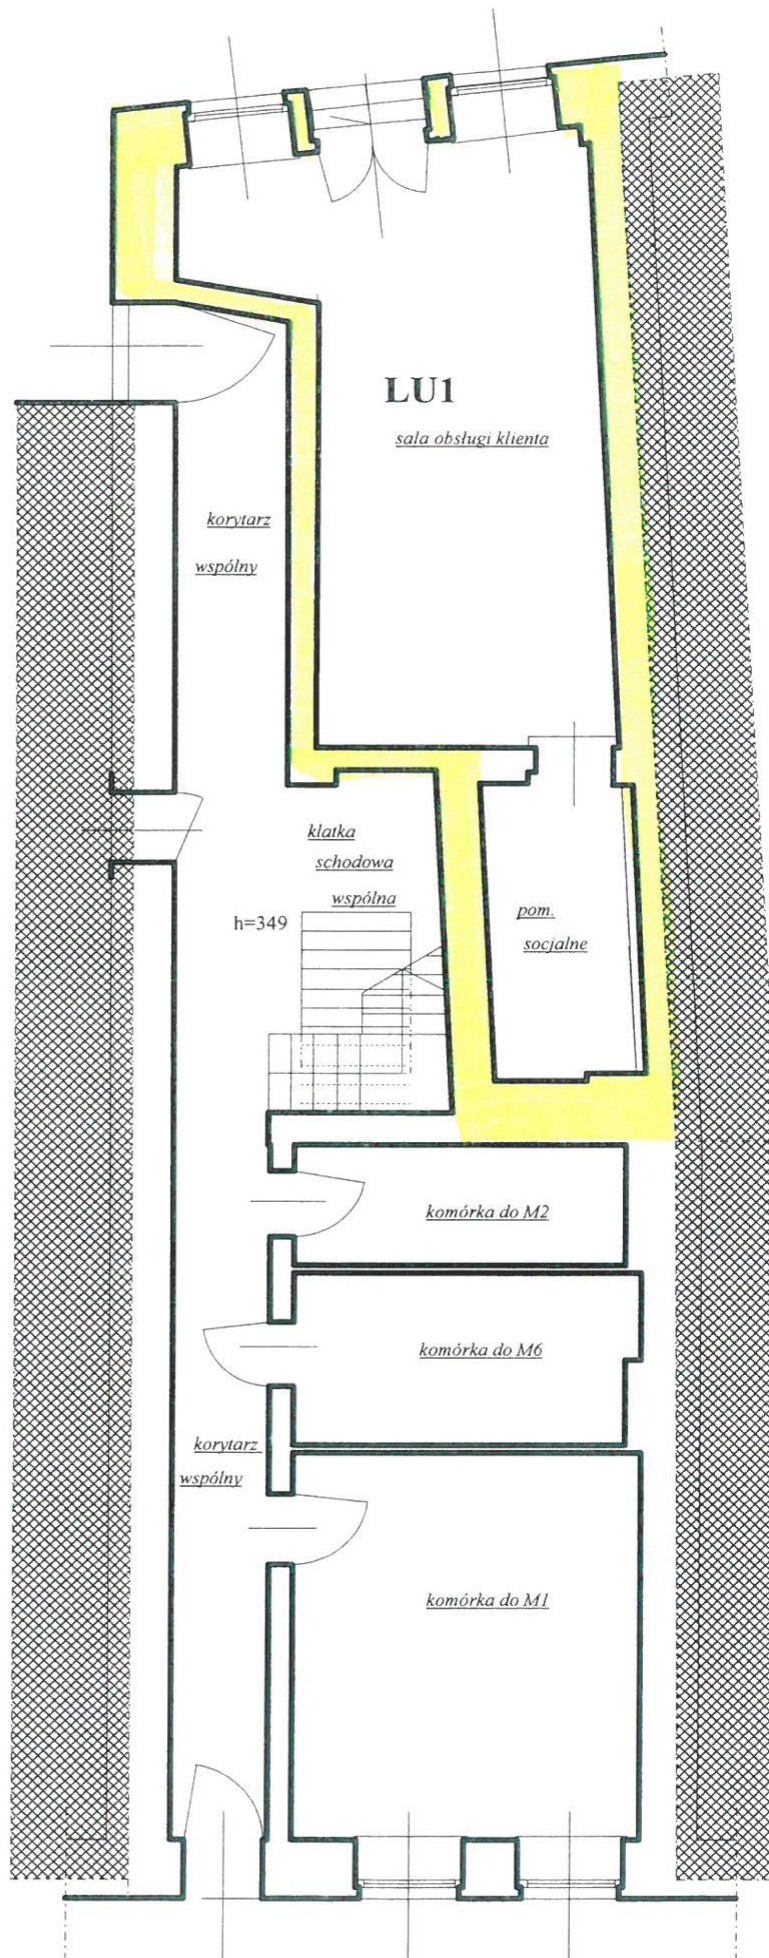 LU1
sala obsługi klienta
korytarz
wspólny
klatka
schodowa
wspólna
h=349
pom.
socjalne
komórka do M2
komórka do M6
korytarz
wspólny
komórka do M1